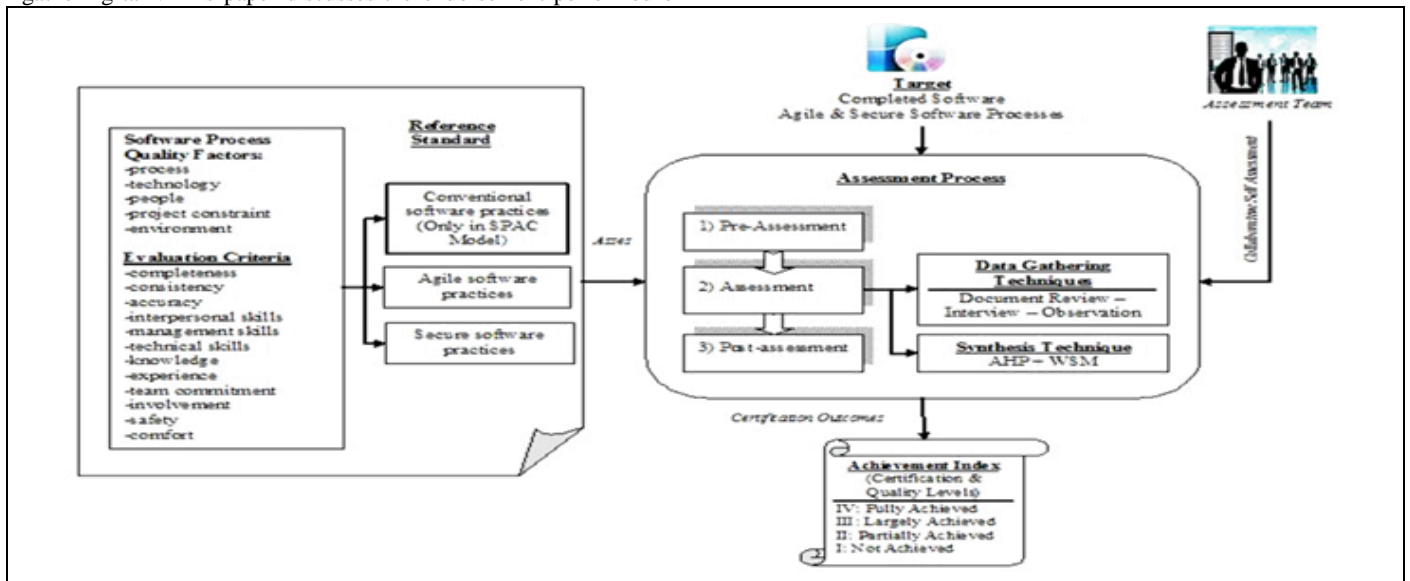 Software Process
Quality Factors:
-process
-technology
-people
-project constraint
-environment
Evaluation Criteria
-completeness
-consistency
-accuracy
-interpersonal skills
-management skills
-technical skills
-knowledge
-experience
-team commitment
-involvement
-safety
-comfort
Reference
Standard
Conventional
software practices
(Only in SPAC
Model)
Agile software
practices
Secure software
practices
Asses
Target
Completed Software
Agile & Secure Software Processes
Assessment Team
Collaborative Self Assessment
Assessment Process
1) Pre-Assessment
2) Assessment
3) Post-assessment
Data Gathering
Techniques
Document Review –
Interview – Observation
Synthesis Technique
AHP – WSM
Certification Outcomes
Achievement Index
(Certification &
Quality Levels)
IV: Fully Achieved
III: Largely Achieved
II: Partially Achieved
I: Not Achieved